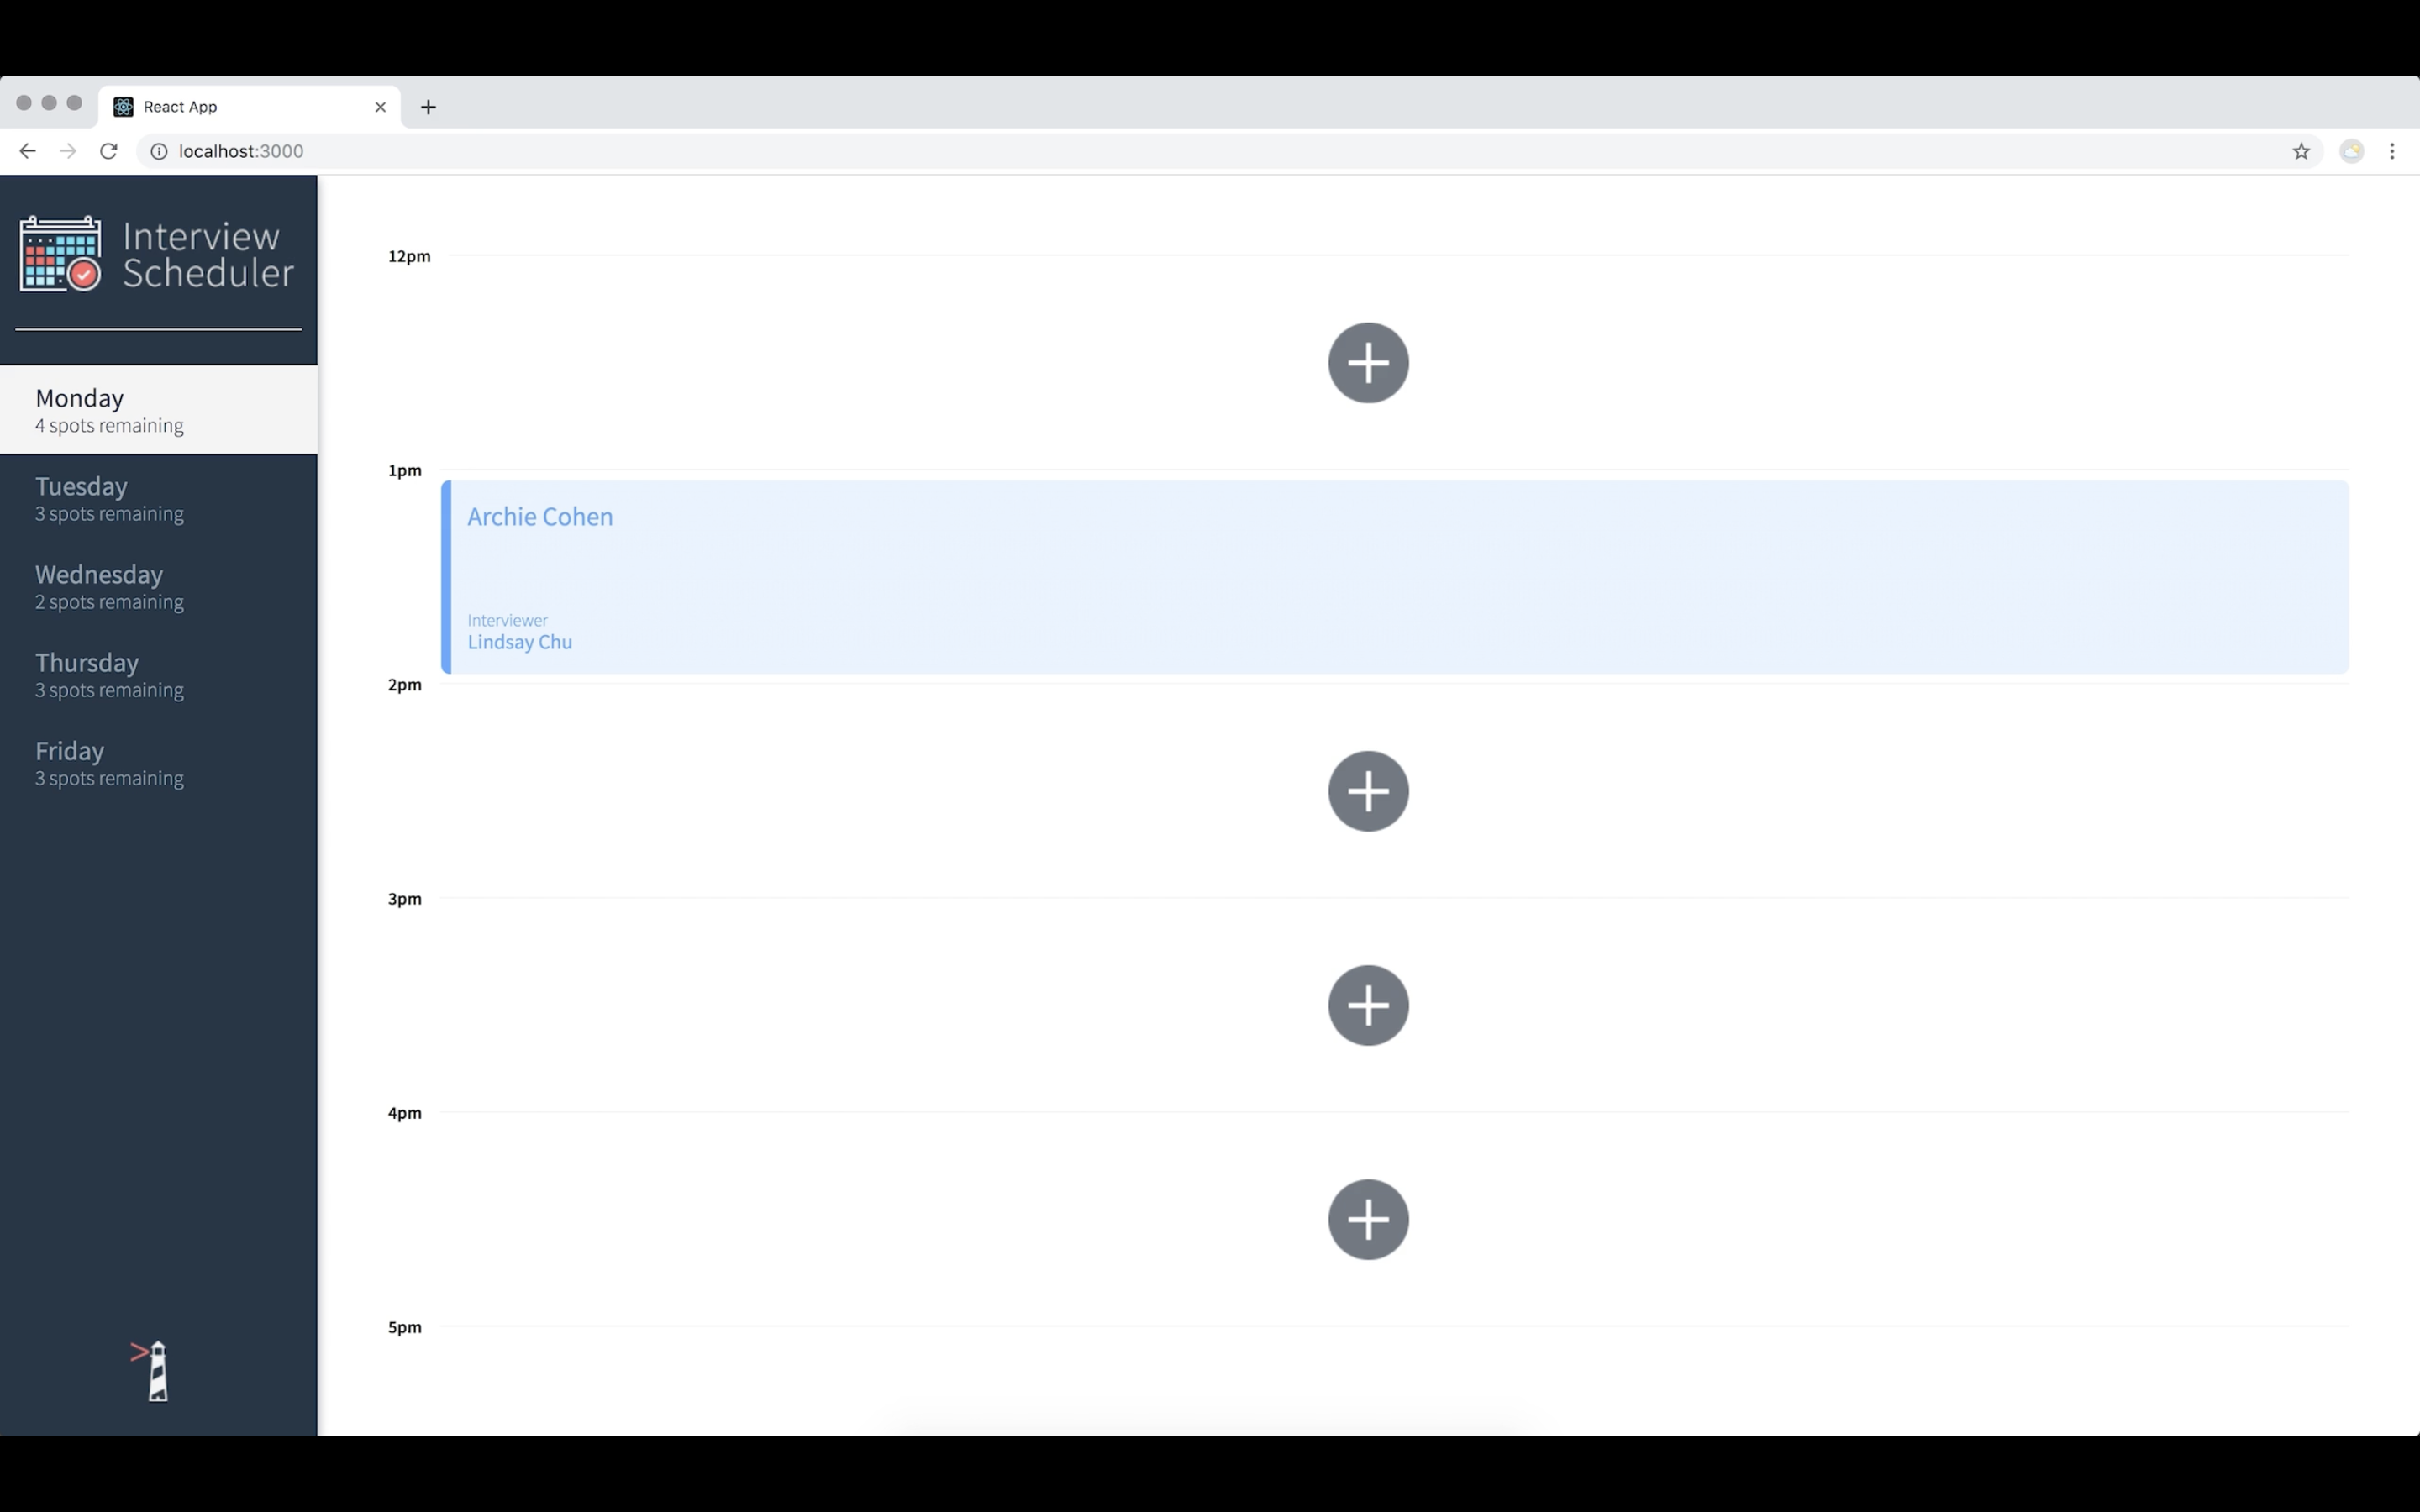 React App
localhost:3000
Interview
Scheduler
Monday
4 spots remaining
Tuesday
3 spots remaining
Wednesday
2 spots remaining
Thursday
3 spots remaining
Friday
3 spots remaining
12pm
1pm
Archie Cohen
Interviewer
Lindsay Chu
2pm
3pm
4pm
5pm